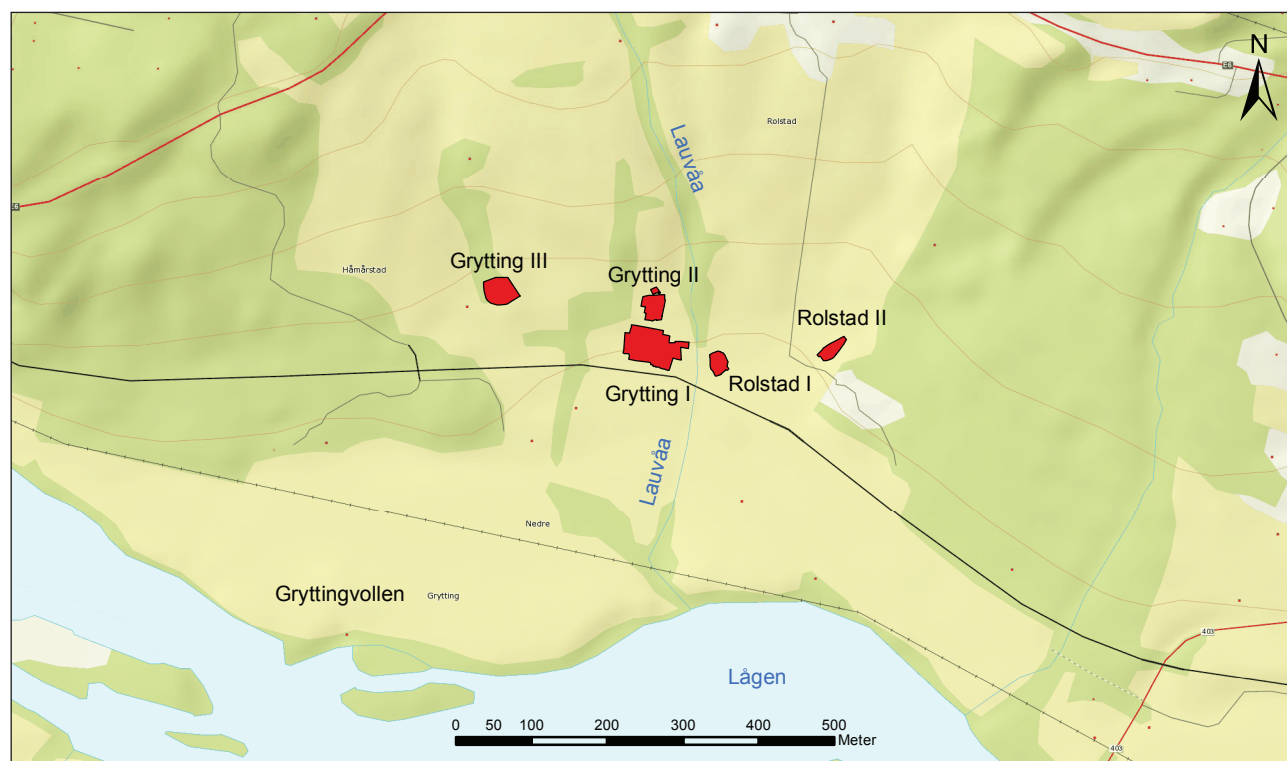 E6
N
Rolstad
Lauvåa
E6
Grytting III
Håmårstad
Grytting II
Rolstad II
Rolstad I
Grytting I
Lauvåa
Nedre
Gryttingvollen
Grytting
403
Lågen
0 50 100 200 300 400 500
Meter
403